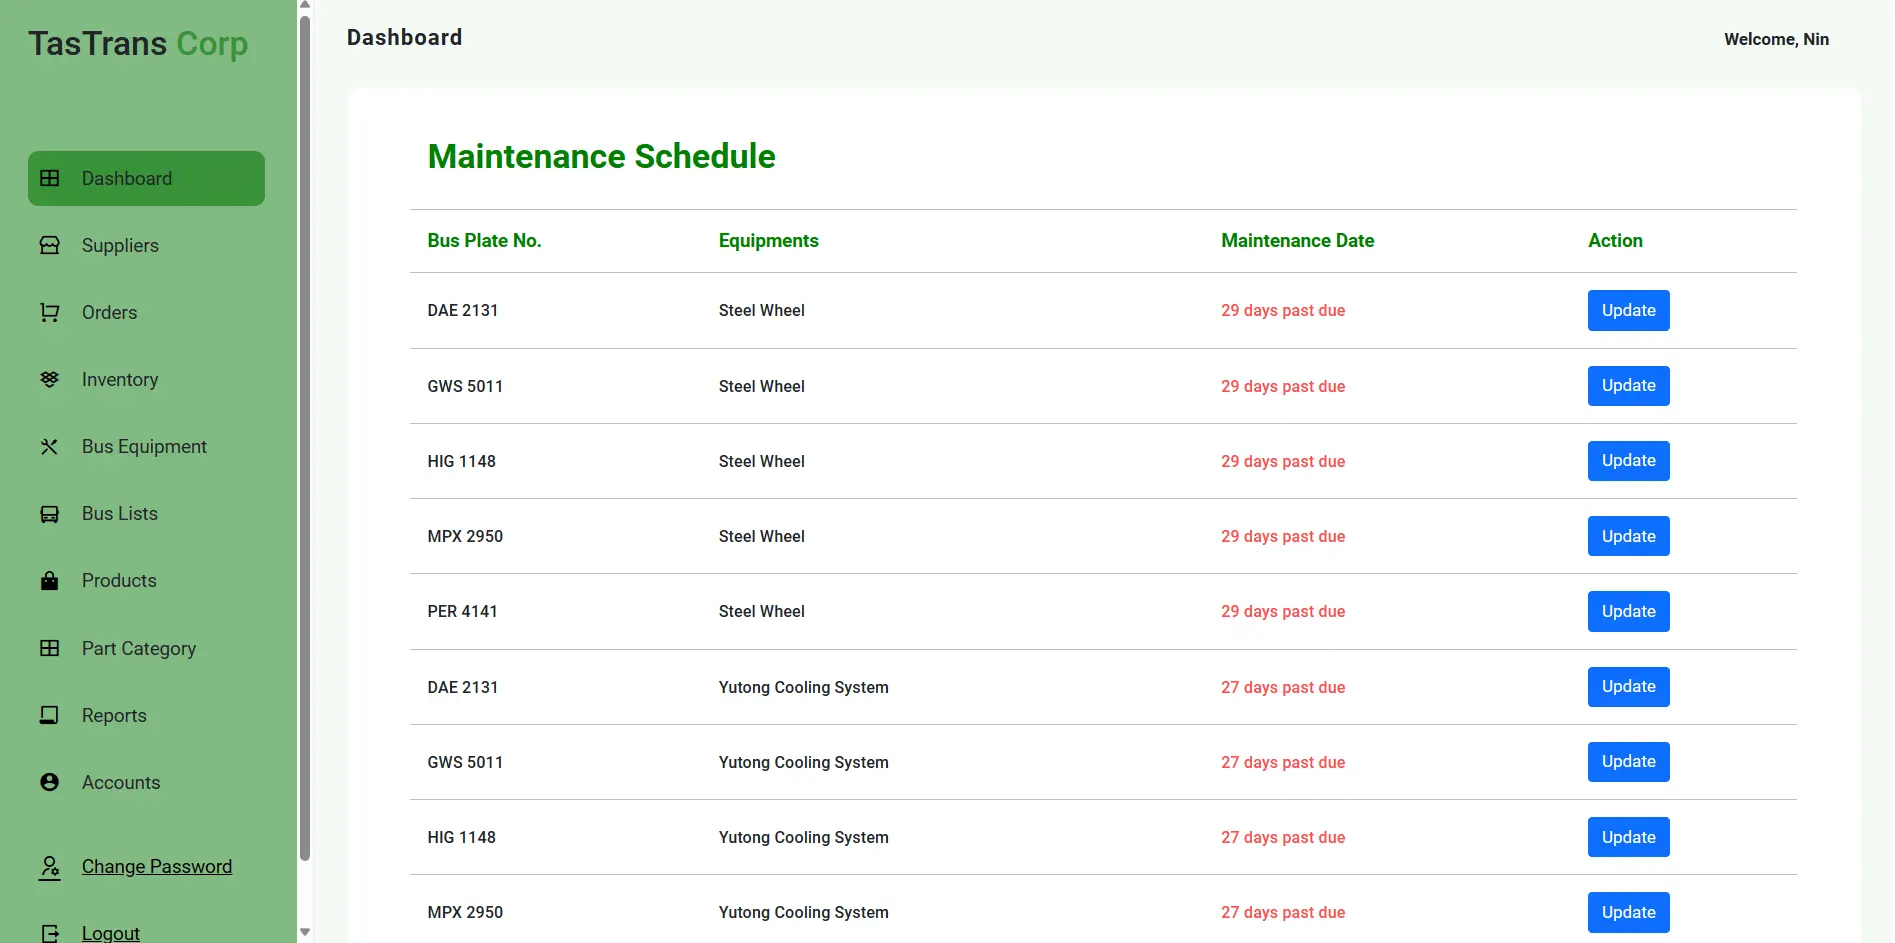 TasTrans Corp
Dashboard
Suppliers
Orders
Inventory
Bus Equipment
Bus Lists
Products
Part Category
Reports
Accounts
Change Password
Logout
Dashboard
Welcome, Nin
Maintenance Schedule
Bus Plate No. Equipments Maintenance Date Action
DAE 2131 Steel Wheel 29 days past due Update
GWS 5011 Steel Wheel 29 days past due Update
HIG 1148 Steel Wheel 29 days past due Update
MPX 2950 Steel Wheel 29 days past due Update
PER 4141 Steel Wheel 29 days past due Update
DAE 2131 Yutong Cooling System 27 days past due Update
GWS 5011 Yutong Cooling System 27 days past due Update
HIG 1148 Yutong Cooling System 27 days past due Update
MPX 2950 Yutong Cooling System 27 days past due Update